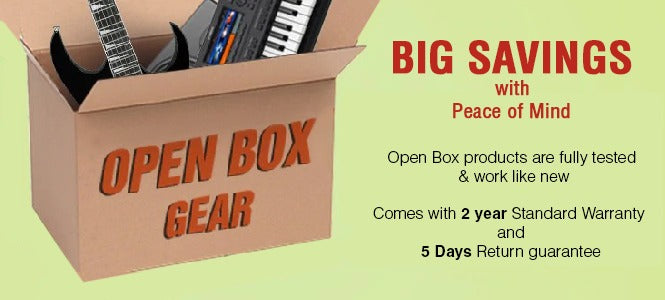 OPEN BOX
GEAR
BIG SAVINGS
with
Peace of Mind
Open Box products are fully tested
& work like new
Comes with 2 year Standard Warranty
and
5 Days Return guarantee